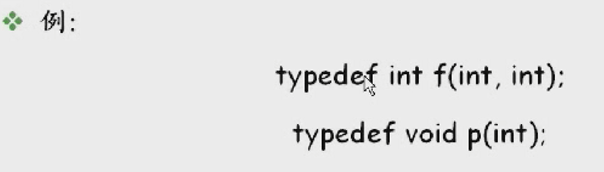 例:
typedef int f(int, int);
typedef void p(int);